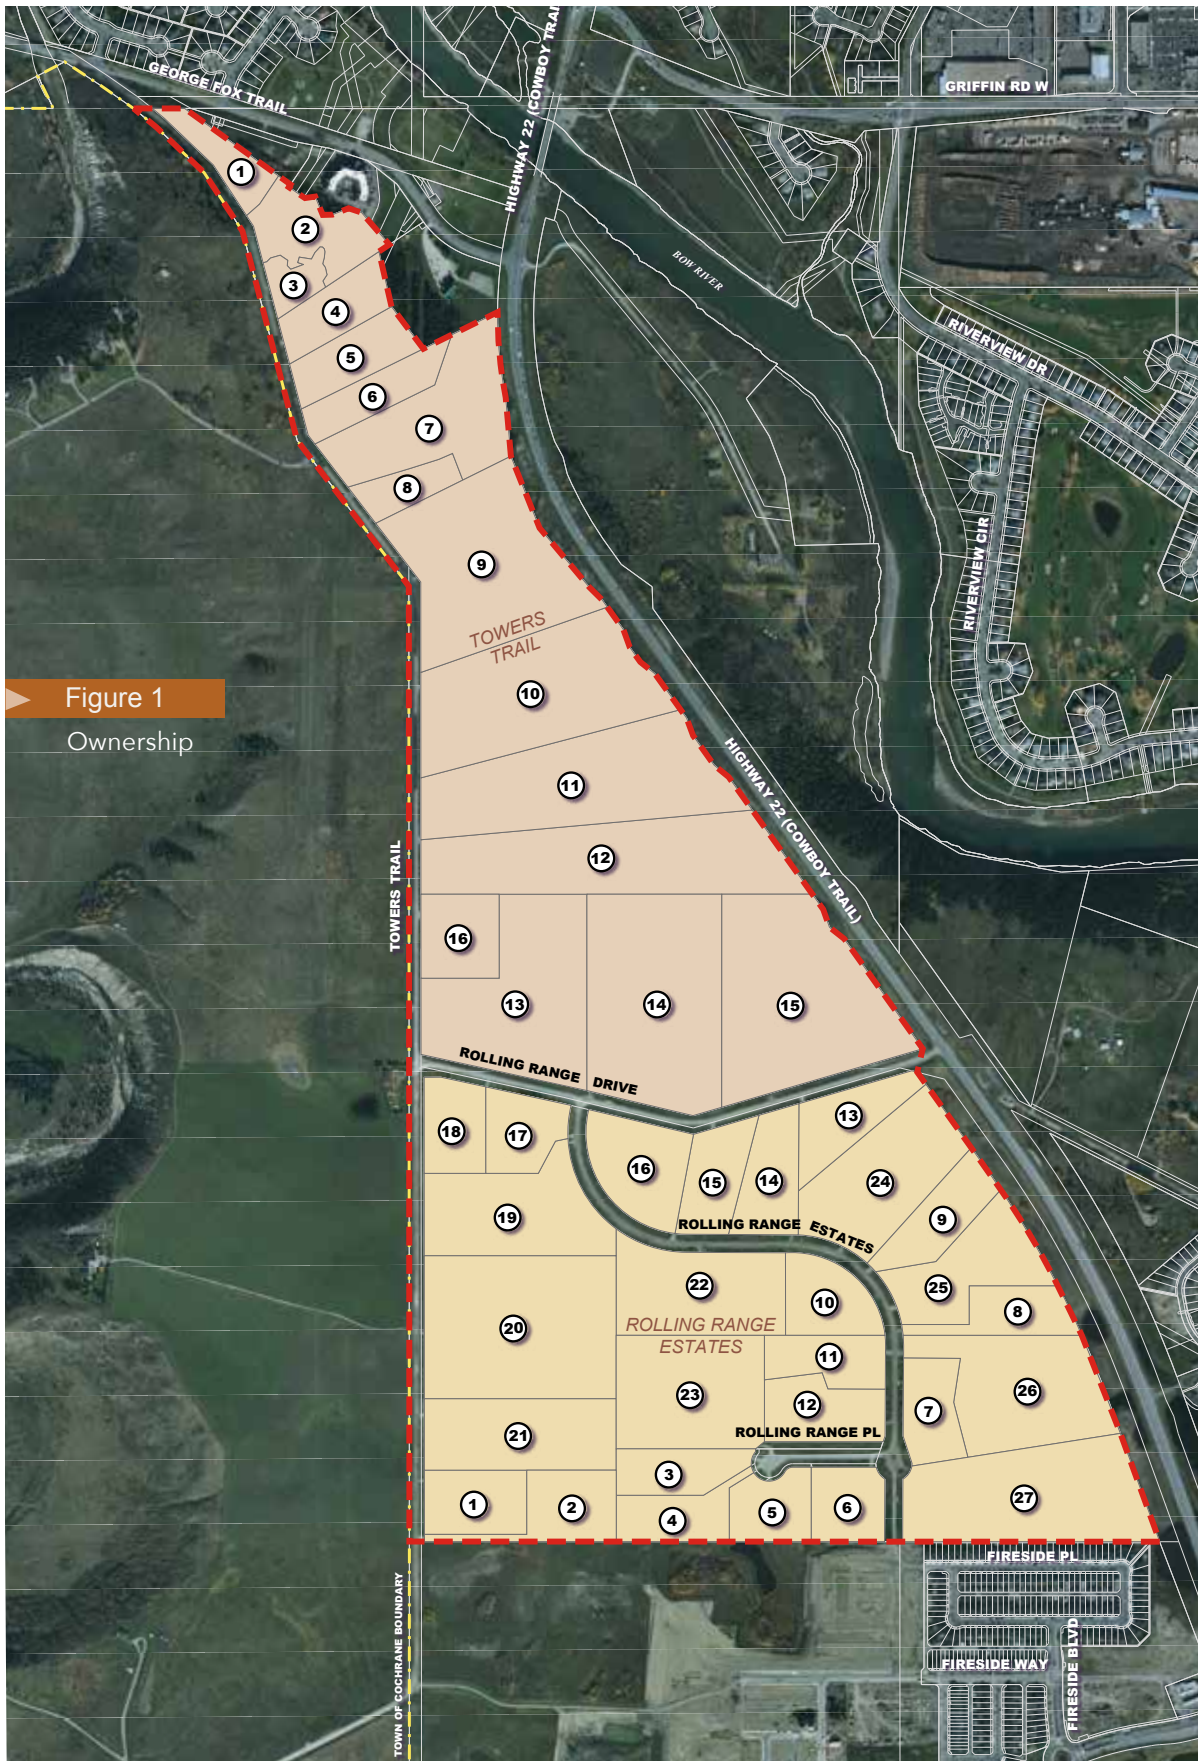 HIGHWAY 22 (COWBOY TRAIL)
GEORGE FOX TRAIL
GRIFFIN RD W
1
2
BOW RIVER
3
4
RIVERVIEW DR
5
6
7
8
RIVERVIEW CIR
9
TOWERS
TRAIL
Figure 1
Ownership
10
HIGHWAY 22 (COWBOY TRAIL)
11
12
TOWERS TRAIL
16
13
14
15
ROLLING RANGE DRIVE
18
17
16
15
14
13
24
19
9
ROLLING RANGE ESTATES
22
25
10
8
20
ROLLING RANGE
ESTATES
11
23
12
7
26
ROLLING RANGE PL
21
3
1
2
4
5
6
27
FIRESIDE PL
TOWN OF COCHRANE BOUNDARY
FIRESIDE WAY
FIRESIDE BLVD